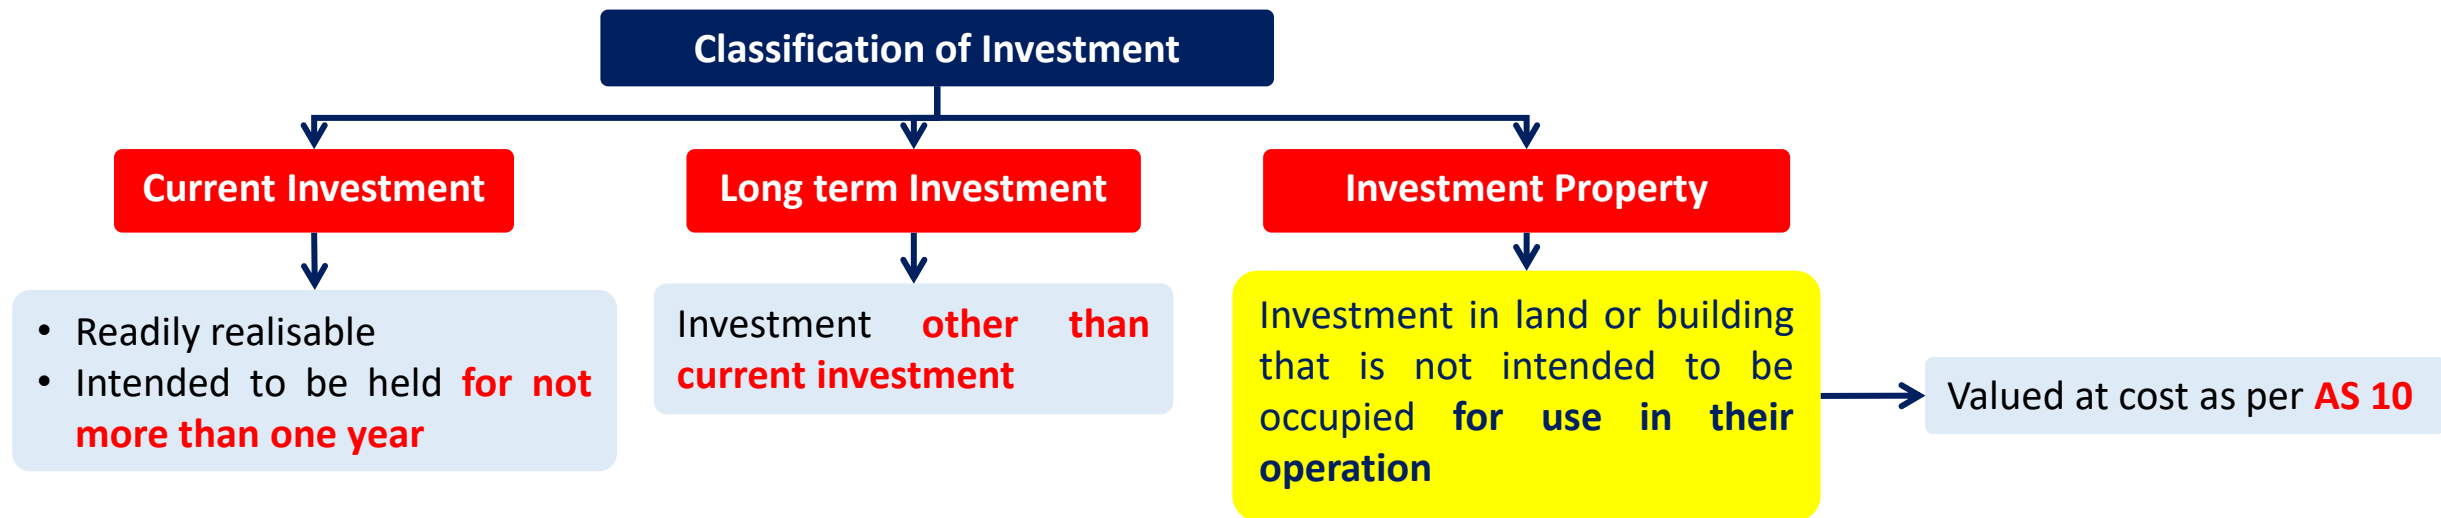 Classification of Investment
Current Investment
Long term Investment
Investment Property
• Readily realisable
• Intended to be held for not
more than one year
Investment other than
current investment
Investment in land or building
that is not intended to be
occupied for use in their
operation
Valued at cost as per AS 10